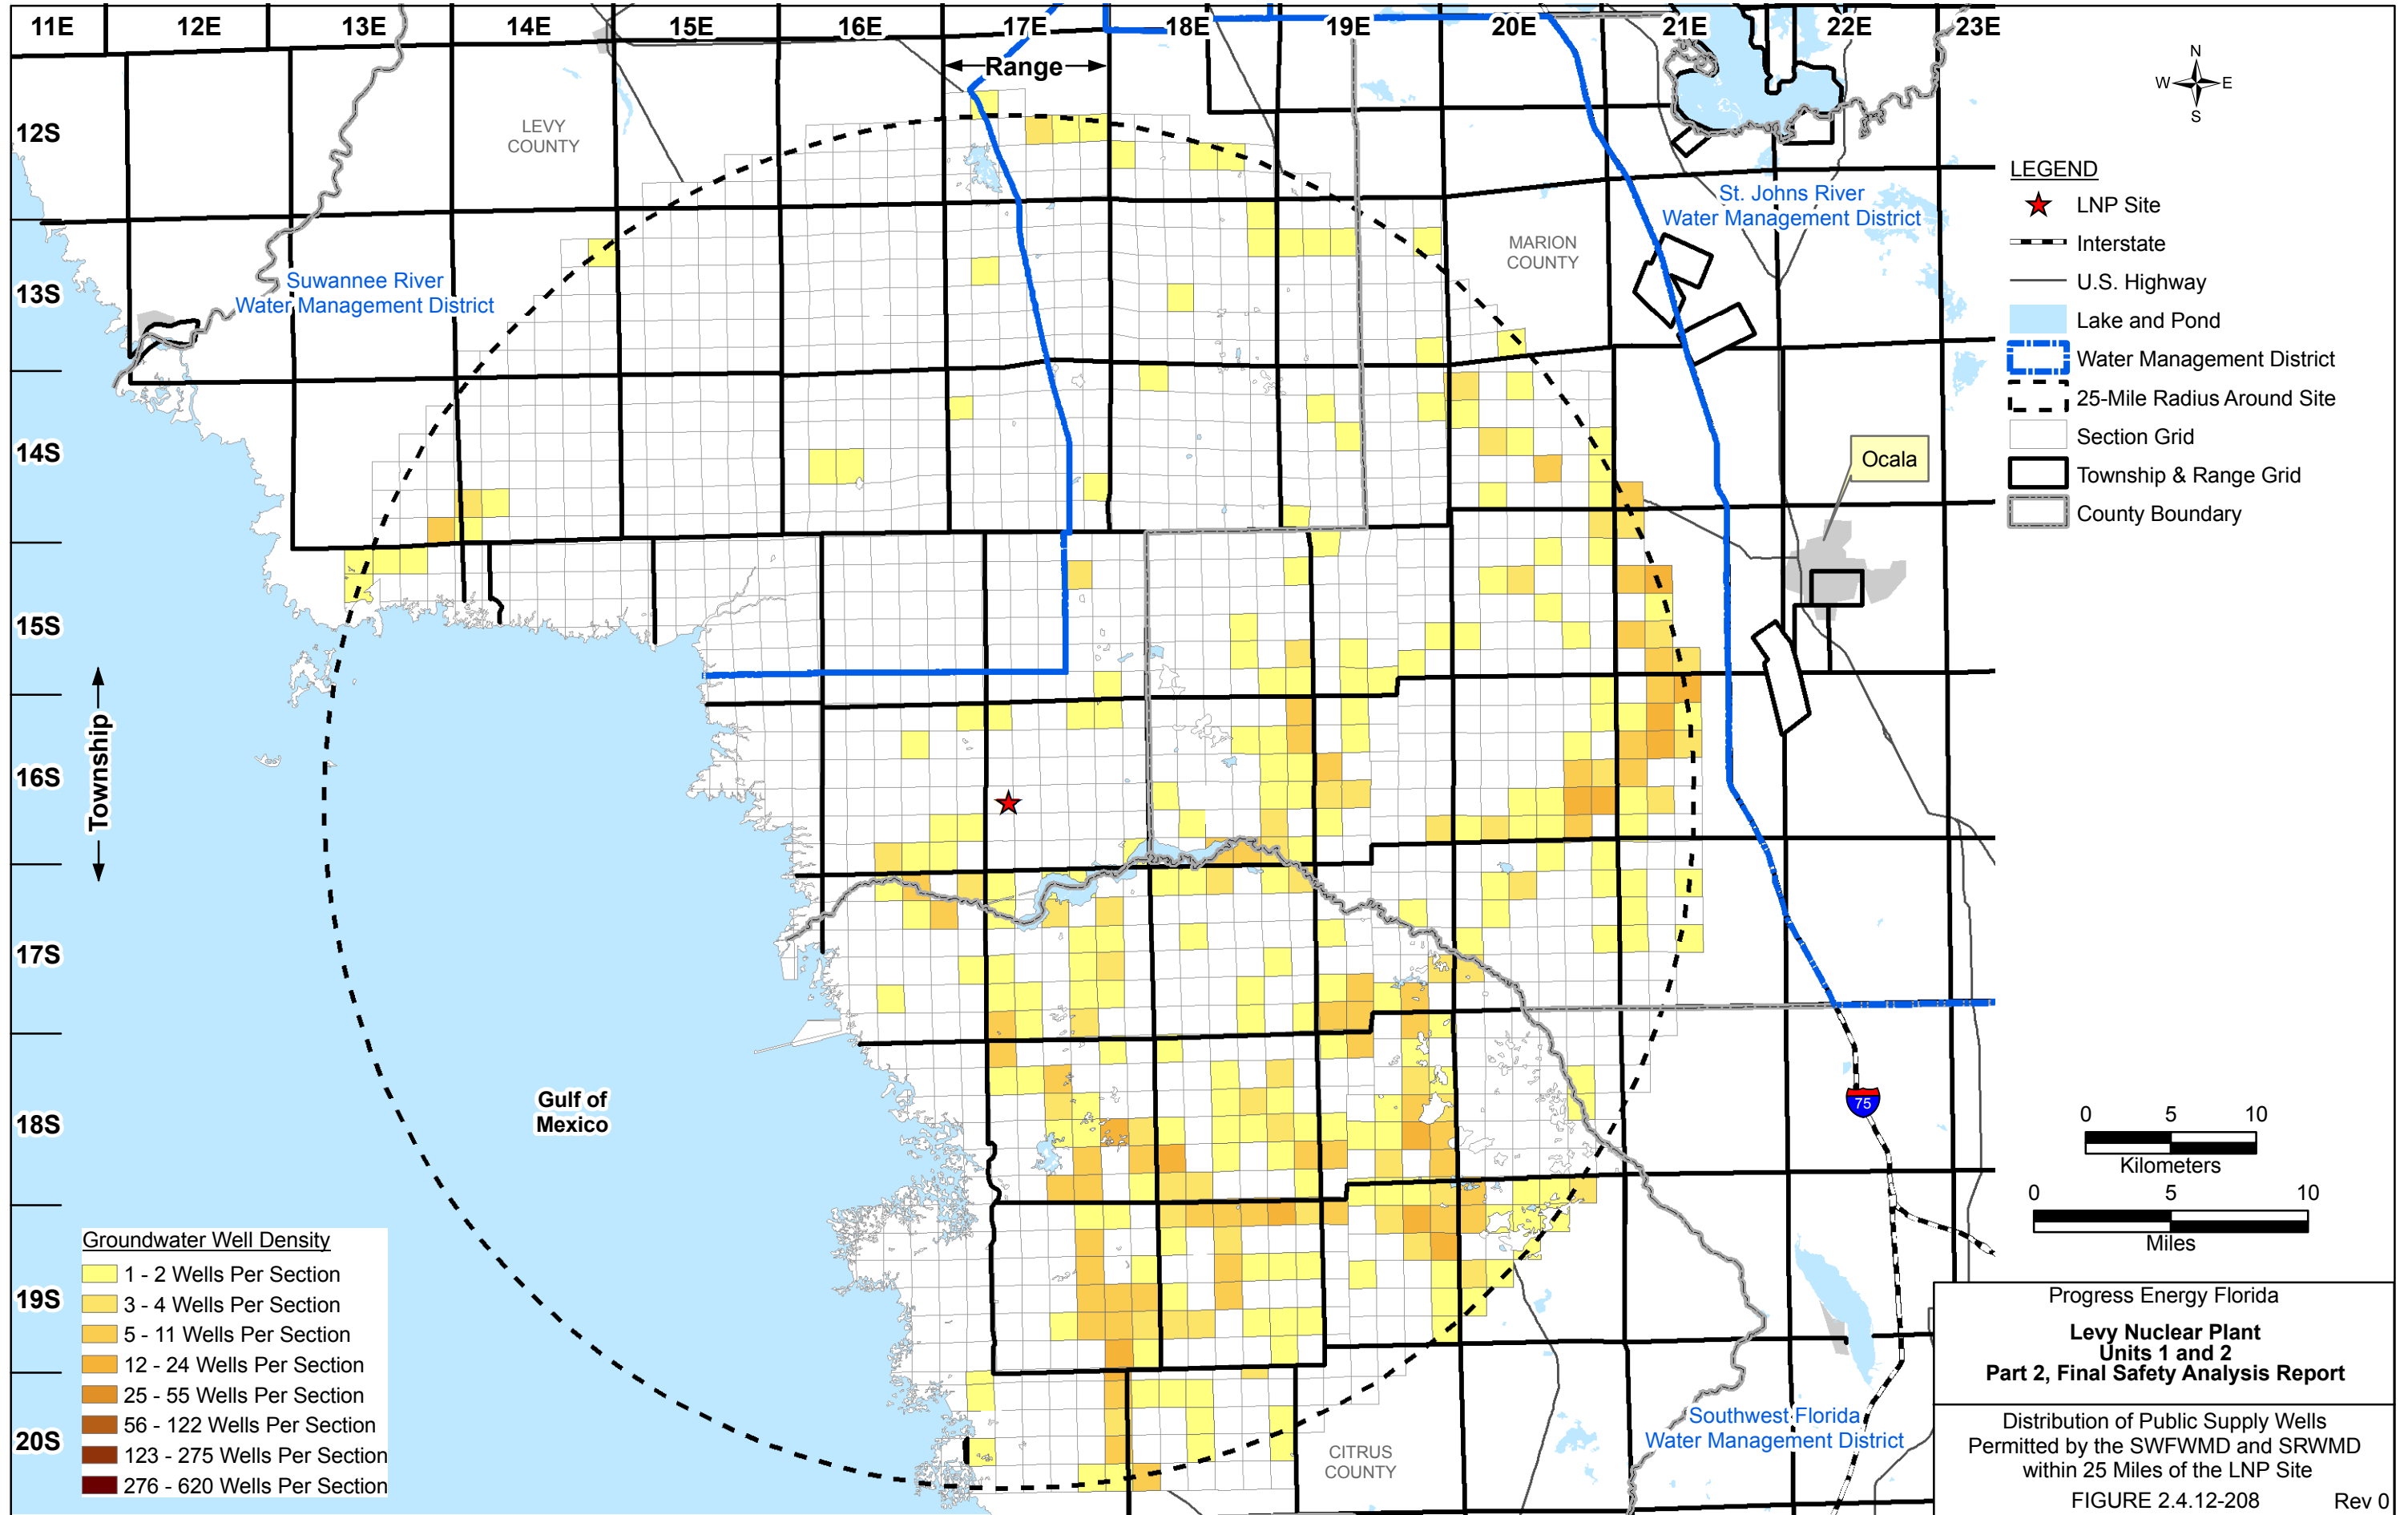 11E 12E 13E 14E 15E 16E 17E 18E 19E 20E 21E 22E 23E
Range
12S
13S
14S
15S
16S
17S
18S
19S
20S
Township
LEVY
COUNTY
MARION
COUNTY
CITRUS
COUNTY
Suwannee River
Water Management District
St. Johns River
Water Management District
Southwest Florida
Water Management District
Ocala
Gulf of
Mexico
75
N
W E
S
LEGEND
LNP Site
Interstate
U.S. Highway
Lake and Pond
Water Management District
25-Mile Radius Around Site
Section Grid
Township & Range Grid
County Boundary
0 5 10
Kilometers
0 5 10
Miles
Groundwater Well Density
1 - 2 Wells Per Section
3 - 4 Wells Per Section
5 - 11 Wells Per Section
12 - 24 Wells Per Section
25 - 55 Wells Per Section
56 - 122 Wells Per Section
123 - 275 Wells Per Section
276 - 620 Wells Per Section
Progress Energy Florida
Levy Nuclear Plant
Units 1 and 2
Part 2, Final Safety Analysis Report
Distribution of Public Supply Wells
Permitted by the SWFWMD and SRWMD
within 25 Miles of the LNP Site
FIGURE 2.4.12-208 Rev 0